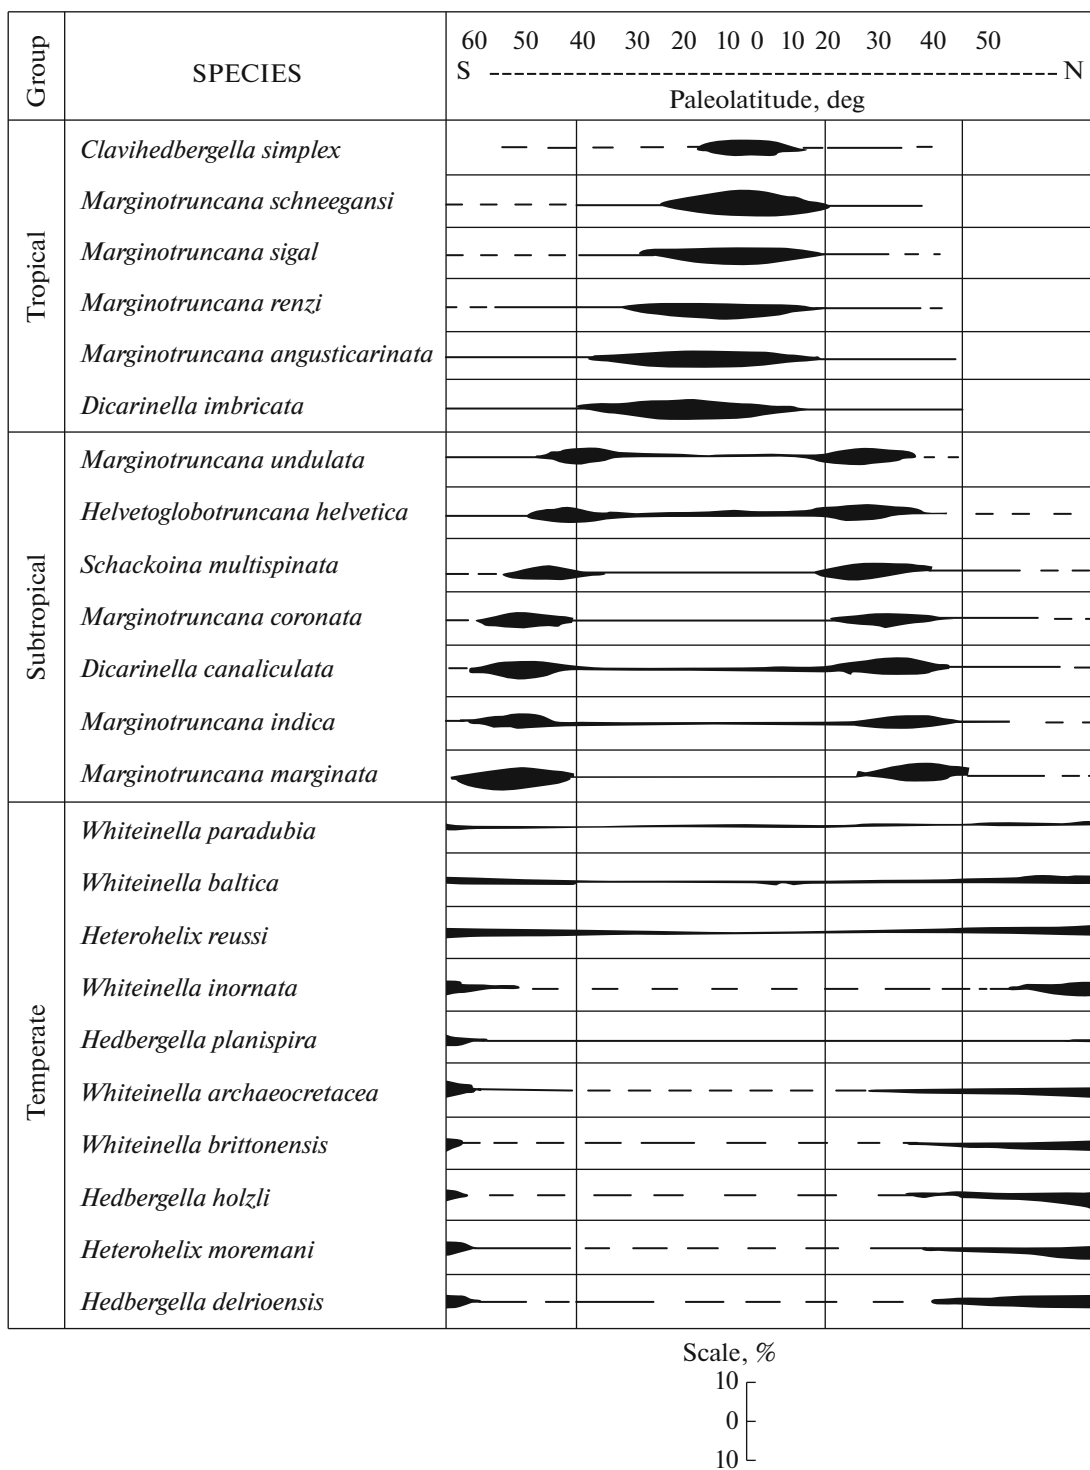 Group
SPECIES
60 50 40 30 20 10 0 10 20 30 40 50
S N
Paleolatitude, deg
Tropical
Clavihedbergella simplex
Marginotruncana schneegansi
Marginotruncana sigal
Marginotruncana renzi
Marginotruncana angusticarinata
Dicarinella imbricata
Subtropical
Marginotruncana undulata
Helvetoglobotruncana helvetica
Schackoina multispinata
Marginotruncana coronata
Dicarinella canaliculata
Marginotruncana indica
Marginotruncana marginata
Temperate
Whiteinella paradubia
Whiteinella baltica
Heterohelix reussi
Whiteinella inornata
Hedbergella planispira
Whiteinella archaeocretacea
Whiteinella brittonensis
Hedbergella holzli
Heterohelix moremani
Hedbergella delrioensis
Scale, %
10
0
10